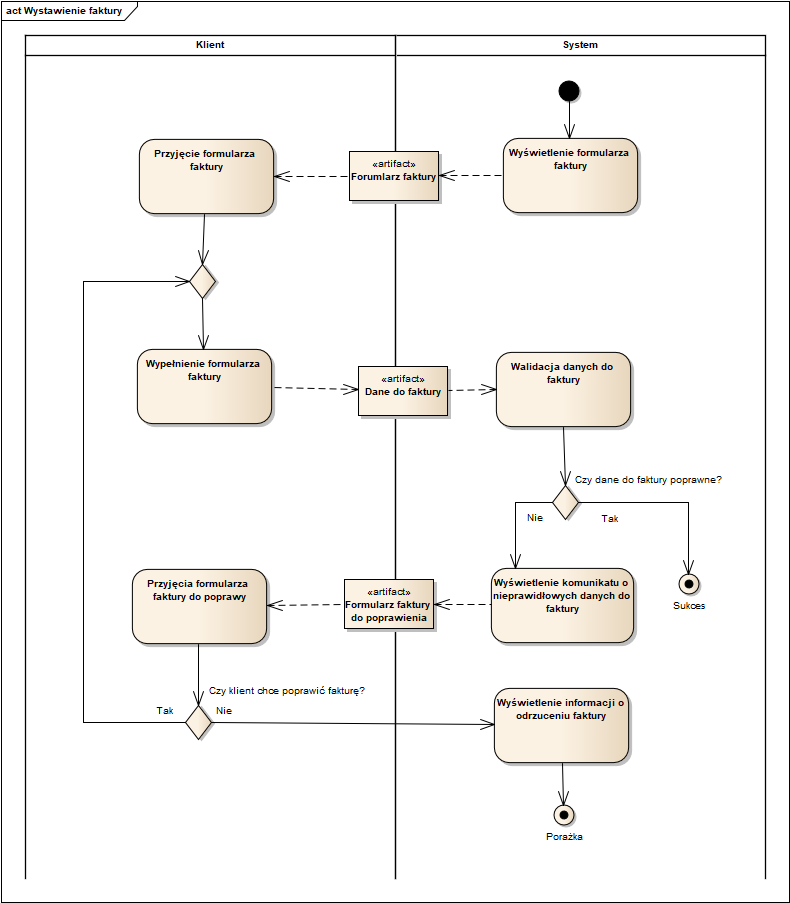 act Wystawienie faktury
Klient
System
Przyjęcie formularza
faktury
«artifact»
Forumlarz faktury
Wyświetlenie formularza
faktury
Wypełnienie formularza
faktury
«artifact»
Dane do faktury
Walidacja danych do
faktury
Czy dane do faktury poprawne?
Nie
Tak
Przyjęcia formularza
faktury do poprawy
«artifact»
Formularz faktury
do poprawienia
Wyświetlenie komunikatu o
nieprawidłowych danych do
faktury
Sukces
Czy klient chce poprawić fakturę?
Tak
Nie
Wyświetlenie informacji o
odrzuceniu faktury
Porażka